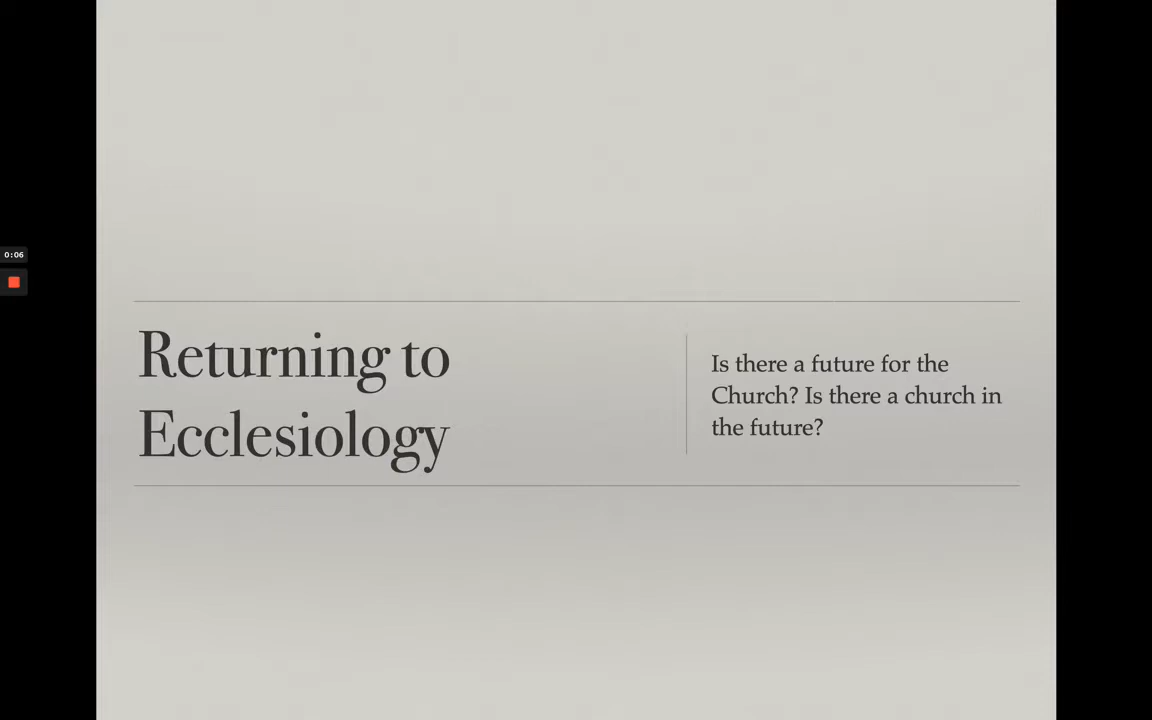 0:06
Returning to
Ecclesiology
Is there a future for the
Church? Is there a church in
the future?